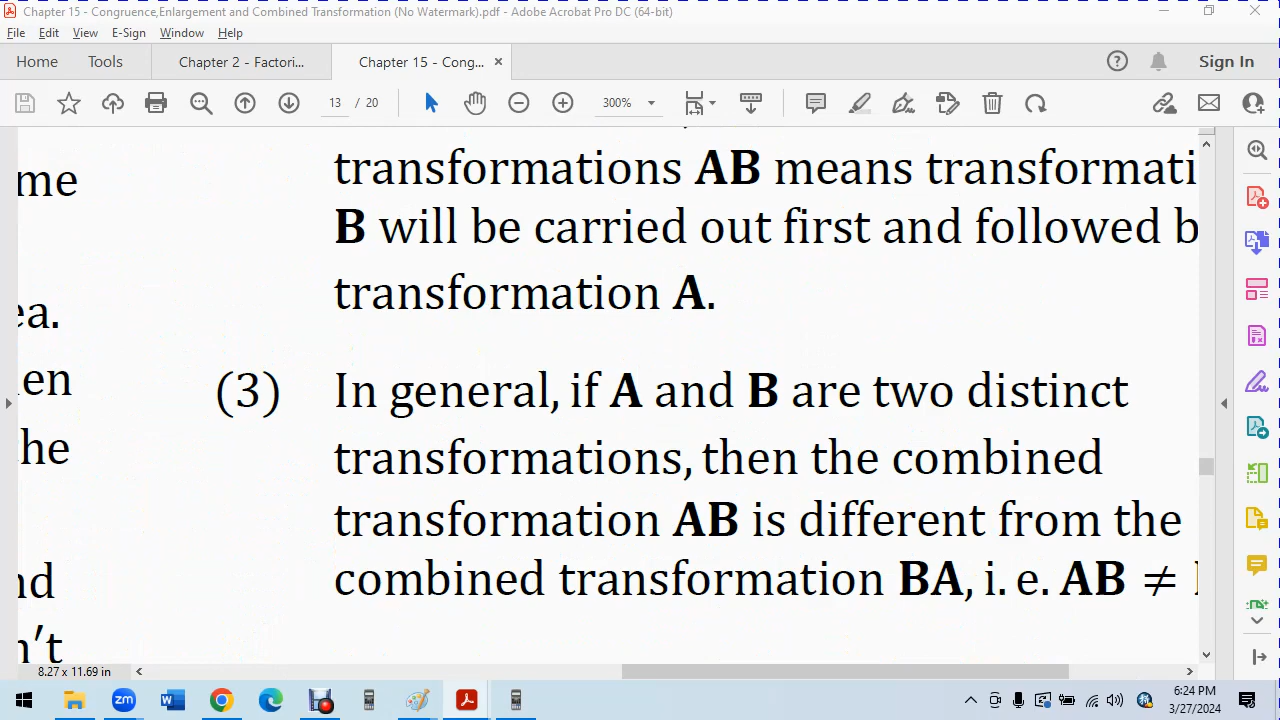 Chapter 15 - Congruence,Enlargement and Combined Transformation (No Watermark).pdf - Adobe Acrobat Pro DC (64-bit)
File Edit View E-Sign Window Help
Home Tools Chapter 2 - Factori... Chapter 15 - Cong... × Sign In
13 / 20 300%
transformations AB means transformati
me
B will be carried out first and followed b
transformation A.
ea.
(3) In general, if A and B are two distinct
en
transformations, then the combined
he
transformation AB is different from the
combined transformation BA, i. e. AB ≠
nd
n't
8.27 x 11.69 in
6:24 PM
3/27/2024